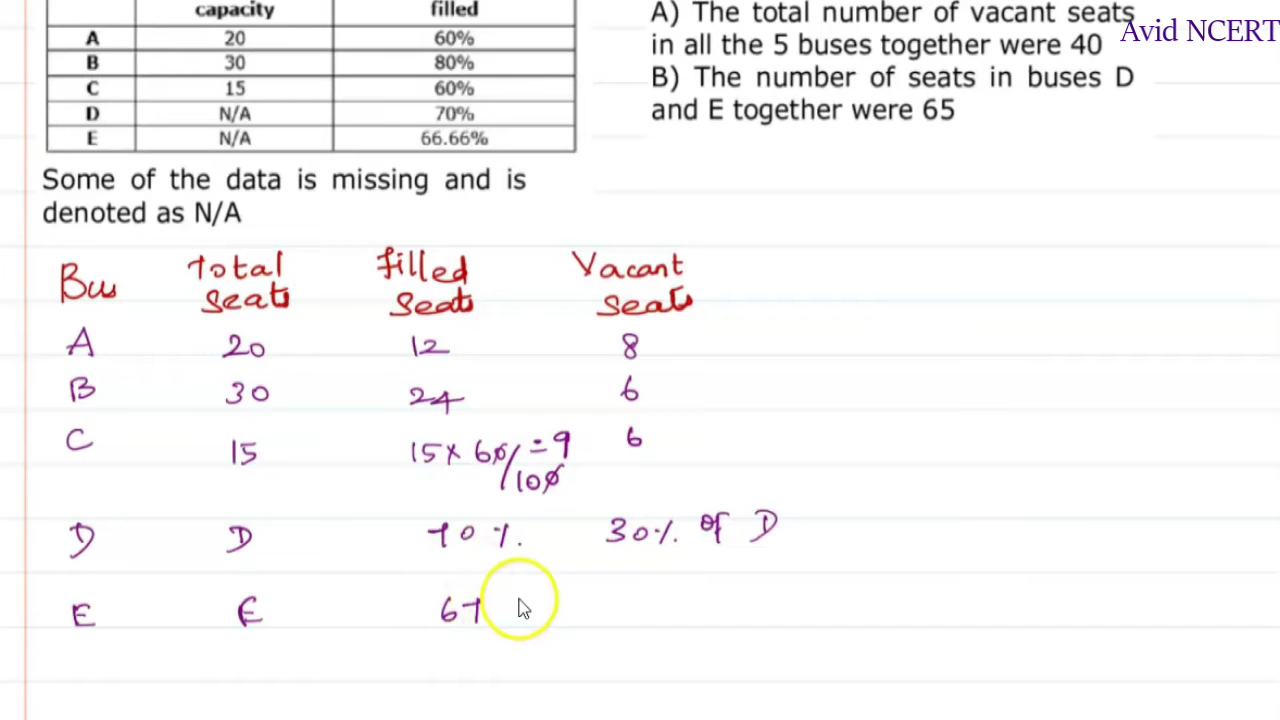 capacity filled
A 20 60%
B 30 80%
C 15 60%
D N/A 70%
E N/A 66.66%
Some of the data is missing and is
denoted as N/A
A) The total number of vacant seats
in all the 5 buses together were 40
B) The number of seats in buses D
and E together were 65
Avid NCERT
Bus Total seats filled seats Vacant seats
A 20 12 8
B 30 24 6
C 15 15 x 60/100 = 9 6
D D 70 %. 30%. of D
E E 67